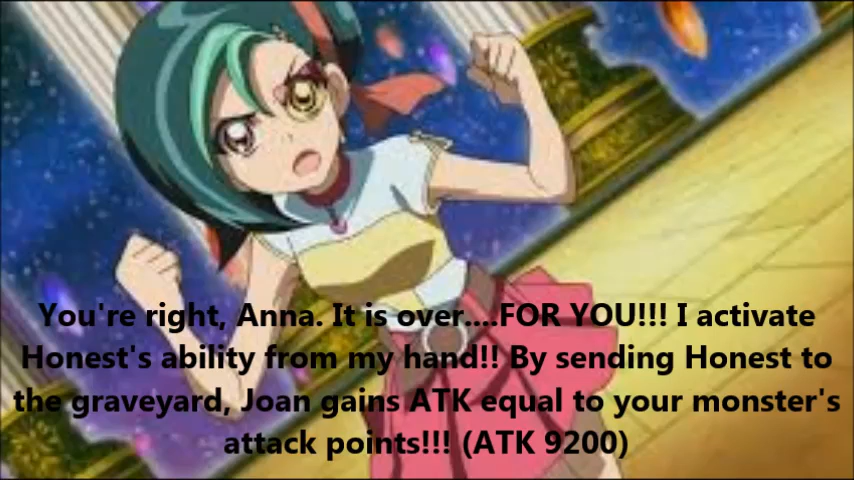 You're right, Anna. It is over....FOR YOU!!! I activate
Honest's ability from my hand!! By sending Honest to
the graveyard, Joan gains ATK equal to your monster's
attack points!!! (ATK 9200)